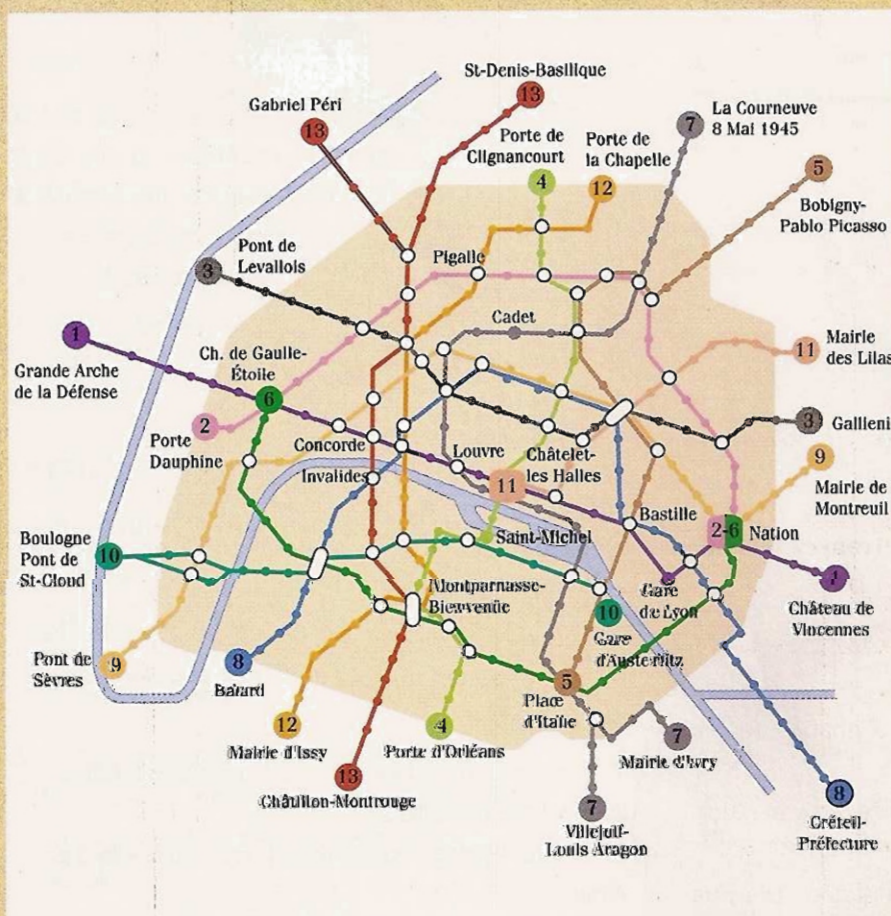 St-Denis-Basilique
13
Gabriel Péri
13
La Courneuve
8 Mai 1945
7
Porte de
Clignancourt
4
Porte de
la Chapelle
12
5
Bobigny-
Pablo Picasso
Pont de
Levallois
3
Pigalle
Cadet
1
Grande Arche
de la Défense
Ch. de Gaulle-
Étoile
6
11
Mairie
des Lilas
2
Porte
Dauphine
Concorde
Invalides
Louvre
Châtelet-
les Halles
11
3
Gallieni
9
Mairie de
Montreuil
Bastille
2-6
Nation
Boulogne
Pont de
St-Cloud
10
Saint-Michel
Montparnasse-
Bienvenüe
Gare
de Lyon
1
Château de
Vincennes
10
Gare
d'Austerlitz
Pont de
Sèvres
9
8
Balard
5
Place
d'Italie
12
Mairie d'Issy
4
Porte d'Orléans
7
Mairie d'Ivry
13
Châtillon-Montrouge
7
Villejuif-
Louis Aragon
8
Créteil-
Préfecture